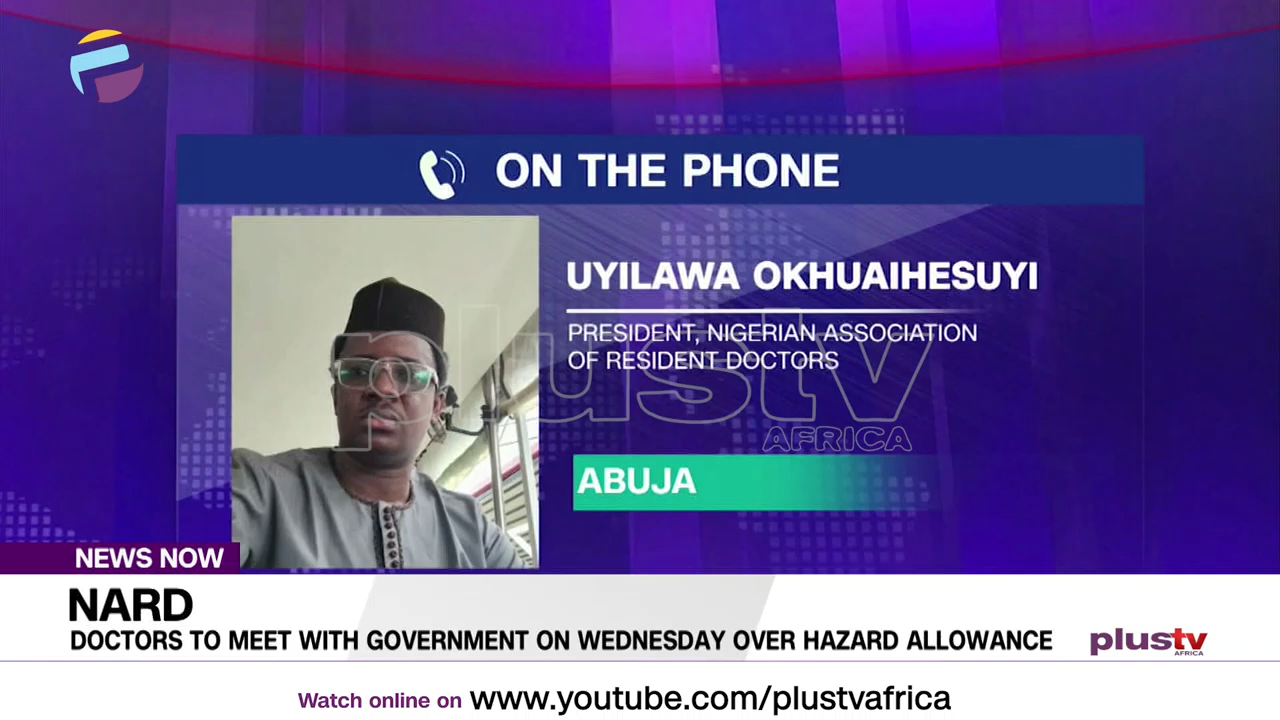 ON THE PHONE
UYILAWA OKHUAIHESUYI
PRESIDENT, NIGERIAN ASSOCIATION
OF RESIDENT DOCTORS
plustv
AFRICA
ABUJA
NEWS NOW
NARD
DOCTORS TO MEET WITH GOVERNMENT ON WEDNESDAY OVER HAZARD ALLOWANCE
plustv
AFRICA
Watch online on www.youtube.com/plustvafrica